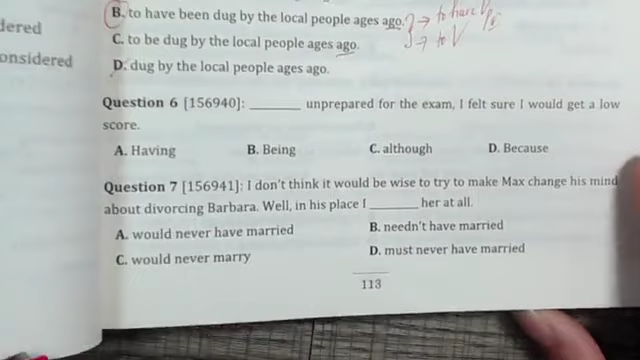 dered
onsidered
B. to have been dug by the local people ages ago. → to have Vp2
C. to be dug by the local people ages ago. → to V
D. dug by the local people ages ago.
Question 6 [156940]: ________ unprepared for the exam, I felt sure I would get a low
score.
A. Having B. Being C. although D. Because
Question 7 [156941]: I don't think it would be wise to try to make Max change his mind
about divorcing Barbara. Well, in his place I ________ her at all.
A. would never have married B. needn't have married
C. would never marry D. must never have married
113